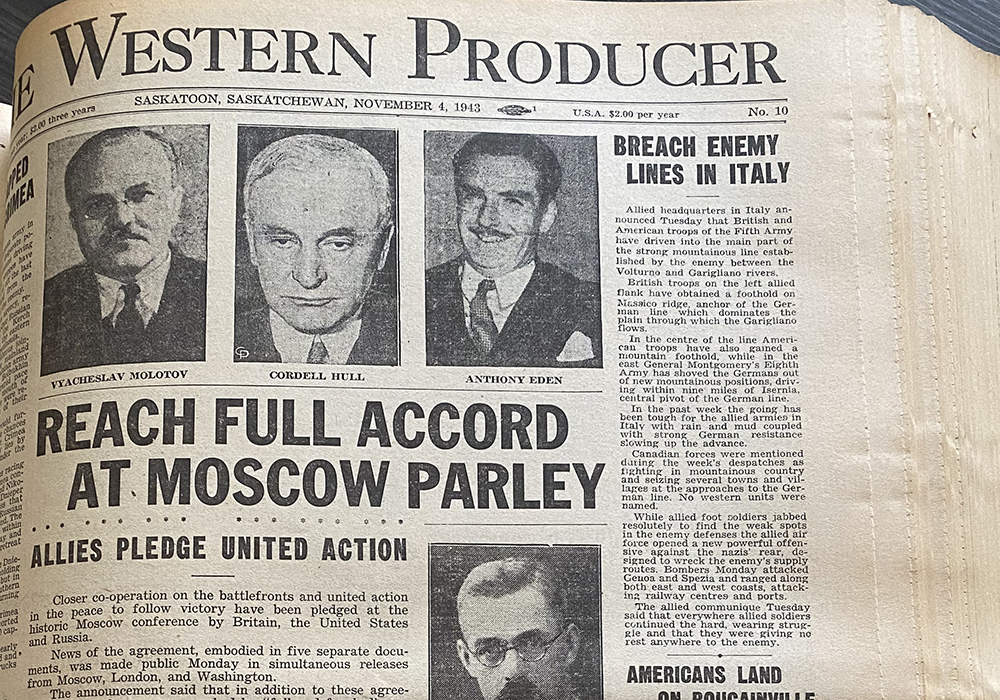 WESTERN PRODUCER
year: $2.00 three years
SASKATOON, SASKATCHEWAN, NOVEMBER 4, 1943
U.S.A. $2.00 per year
No. 10
VYACHESLAV MOLOTOV
CORDELL HULL
ANTHONY EDEN
REACH FULL ACCORD
AT MOSCOW PARLEY
ALLIES PLEDGE UNITED ACTION
Closer co-operation on the battlefronts and united action
in the peace to follow victory have been pledged at the
historic Moscow conference by Britain, the United States
and Russia.
News of the agreement, embodied in five separate docu-
ments, was made public Monday in simultaneous releases
from Moscow, London, and Washington.
The announcement said that in addition to these agree-
BREACH ENEMY
LINES IN ITALY
Allied headquarters in Italy an-
nounced Tuesday that British and
American troops of the Fifth Army
have driven into the main part of
the strong mountainous line estab-
lished by the enemy between the
Volturno and Garigliano rivers.
British troops on the left allied
flank have obtained a foothold on
Massico ridge, anchor of the Ger-
man line which dominates the
plain through which the Garigliano
flows.
In the centre of the line Ameri-
can troops have also gained a
mountain foothold, while in the
east General Montgomery's Eighth
Army has shoved the Germans out
of new mountainous positions, driv-
ing within nine miles of Isernia,
central pivot of the German line.
In the past week the going has
been tough for the allied armies in
Italy with rain and mud coupled
with strong German resistance
slowing up the advance.
Canadian forces were mentioned
during the week's despatches as
fighting in mountainous country
and seizing several towns and vil-
lages at the approaches to the Ger-
man line. No western units were
named.
While allied foot soldiers jabbed
resolutely to find the weak spots
in the enemy defenses the allied air
force opened a new powerful offen-
sive against the nazis' rear, de-
signed to wreck the enemy's supply
routes. Bombers Monday attacked
Genoa and Spezia and ranged along
both east and west coasts, attack-
ing railway centres and ports.
The allied communique Tuesday
said that everywhere allied soldiers
continued the hard, wearing strug-
gle and that they were giving no
rest anywhere to the enemy.
AMERICANS LAND
ON BOUGAINVILLE